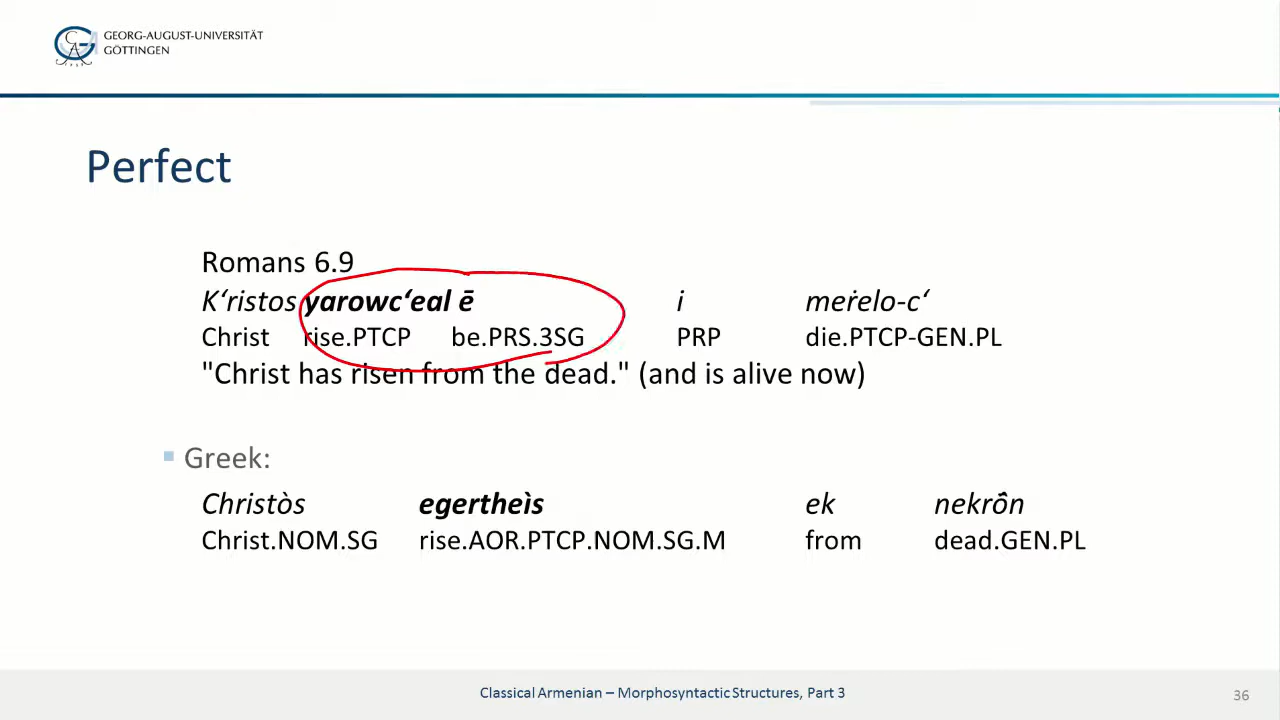 GEORG-AUGUST-UNIVERSITÄT
GÖTTINGEN
Perfect
Romans 6.9
K‘ristos yarowc‘eal ē i meṙelo-c‘
Christ rise.PTCP be.PRS.3SG PRP die.PTCP-GEN.PL
"Christ has risen from the dead." (and is alive now)
Greek:
Christòs egertheìs ek nekrō̂n
Christ.NOM.SG rise.AOR.PTCP.NOM.SG.M from dead.GEN.PL
Classical Armenian – Morphosyntactic Structures, Part 3
36